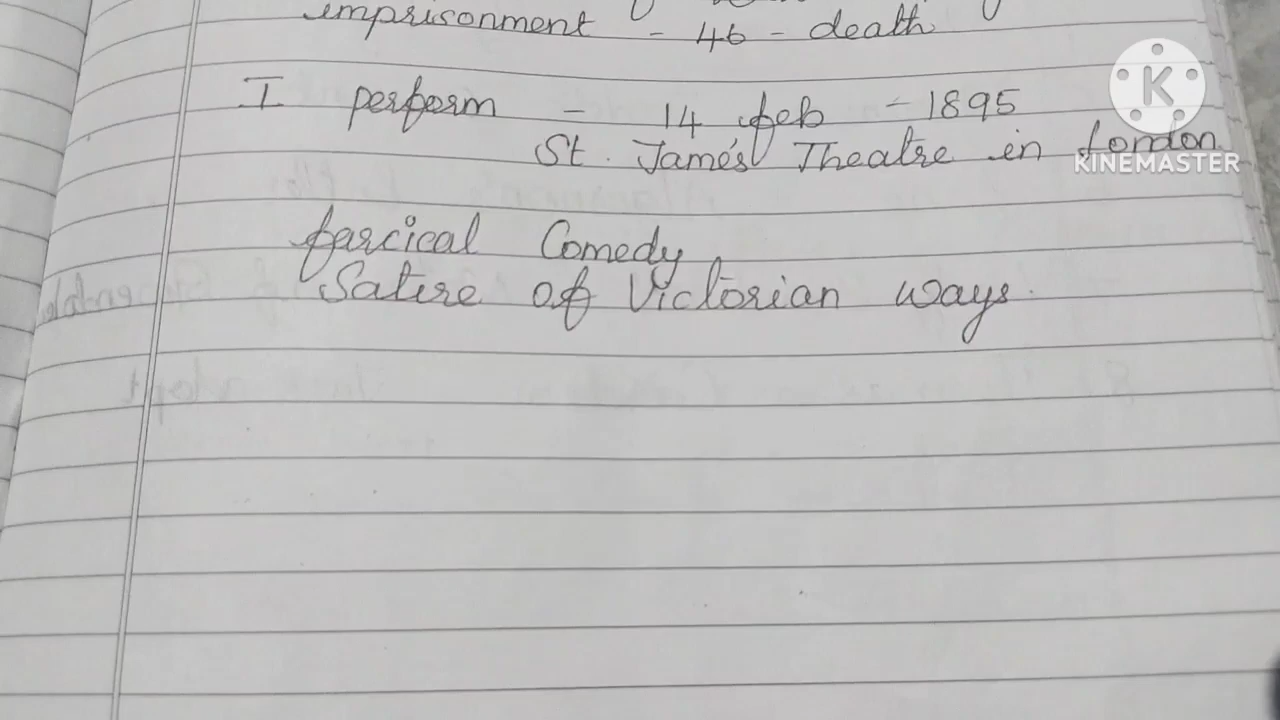 imprisonment - 46 - death
I perform - 14 feb - 1895
St. James's Theatre in London
farcical Comedy
Satire of Victorian ways.
K
KINEMASTER